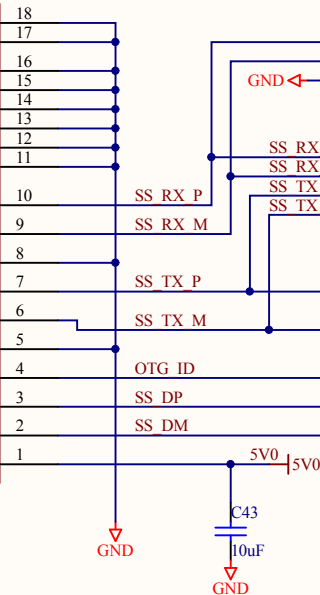 18
17
16
15
14
13
12
11
10
9
8
7
6
5
4
3
2
1
GND
SS_RX
SS_RX
SS_TX
SS_TX
SS_RX_P
SS_RX_M
SS_TX_P
SS_TX_M
OTG_ID
SS_DP
SS_DM
5V0
5V0
C43
10uF
GND
GND